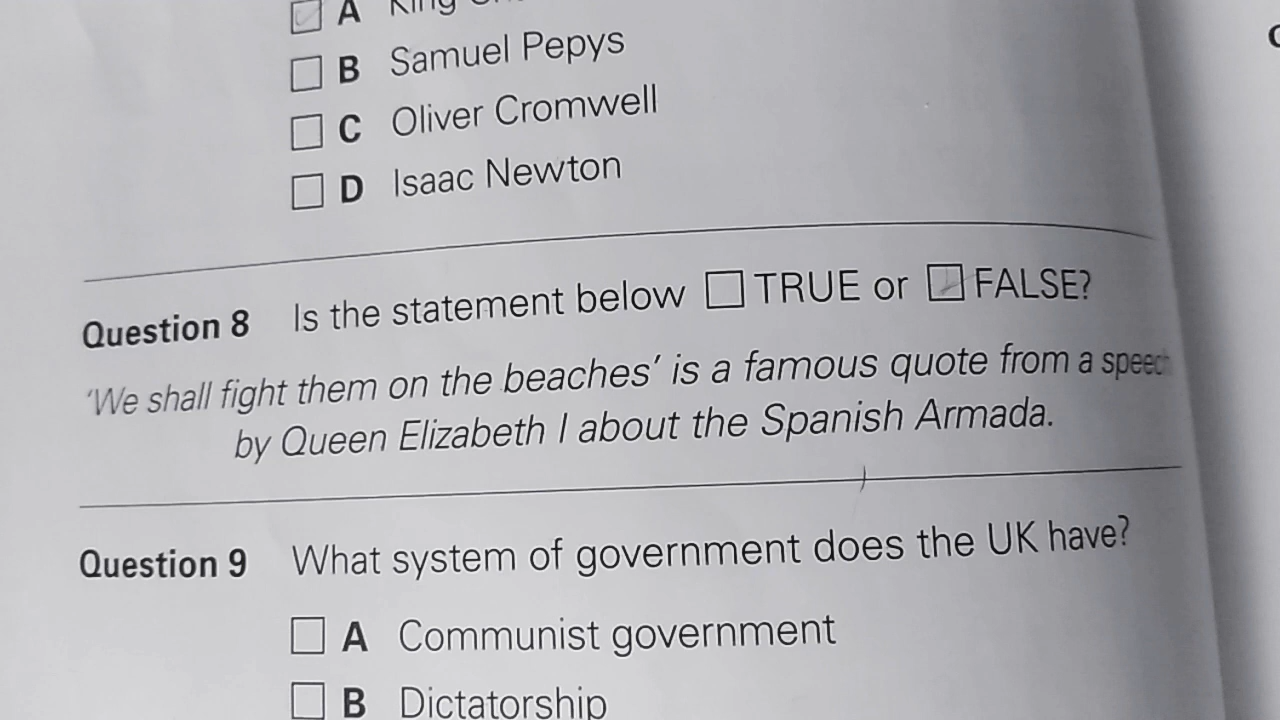 A King
B Samuel Pepys
C Oliver Cromwell
D Isaac Newton
Question 8 Is the statement below TRUE or FALSE?
'We shall fight them on the beaches' is a famous quote from a speech
by Queen Elizabeth I about the Spanish Armada.
Question 9 What system of government does the UK have?
A Communist government
B Dictatorship